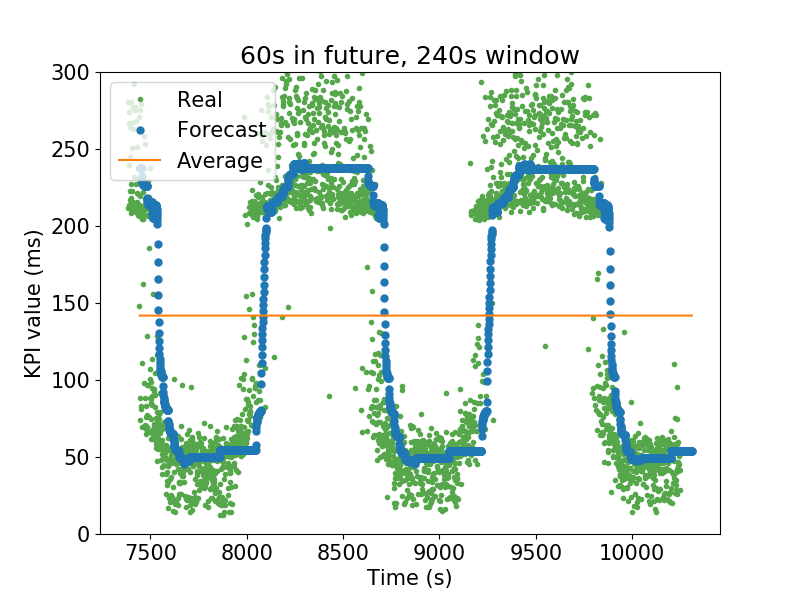 60s in future, 240s window
300
250
200
150
100
50
0
KPI value (ms)
Real
Forecast
Average
7500
8000
8500
9000
9500
10000
Time (s)